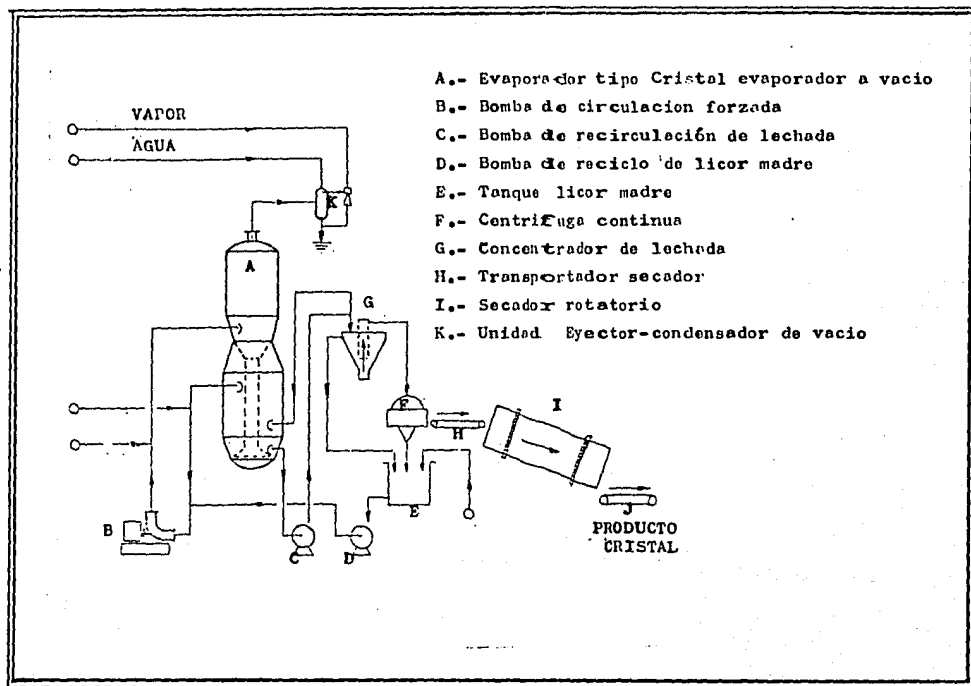 A.- Evaporador tipo Cristal evaporador a vacio
B.- Bomba de circulacion forzada
C.- Bomba de recirculación de lechada
D.- Bomba de reciclo de licor madre
E.- Tanque licor madre
F.- Centrifuga continua
G.- Concentrador de lechada
H.- Transportador secador
I.- Secador rotatorio
K.- Unidad Eyector-condensador de vacio
VAPOR
AGUA
K
A
G
F
I
H
E
J
B
C
D
PRODUCTO
CRISTAL